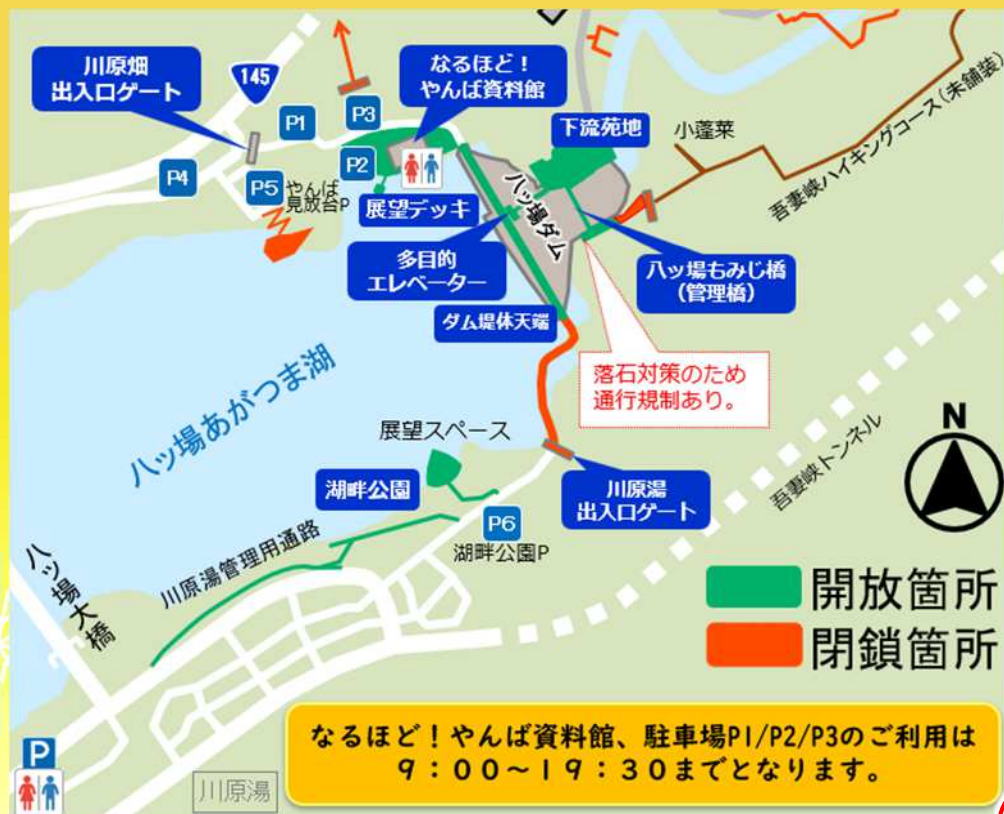 川原畑
出入口ゲート
145
なるほど！
やんば資料館
P1
P3
P2
P4
P5
やんば
見放台P
展望デッキ
下流苑地
小蓬莱
吾妻峡ハイキングコース(未舗装)
八ッ場ダム
多目的
エレベーター
八ッ場もみじ橋
（管理橋）
ダム堤体天端
落石対策のため
通行規制あり。
八ッ場あがつま湖
展望スペース
湖畔公園
川原湯
出入口ゲート
吾妻峡トンネル
N
P6
湖畔公園P
川原湯管理用通路
八ッ場大橋
開放箇所
閉鎖箇所
なるほど！やんば資料館、駐車場P1/P2/P3のご利用は
９：００～１９：３０までとなります。
P
川原湯